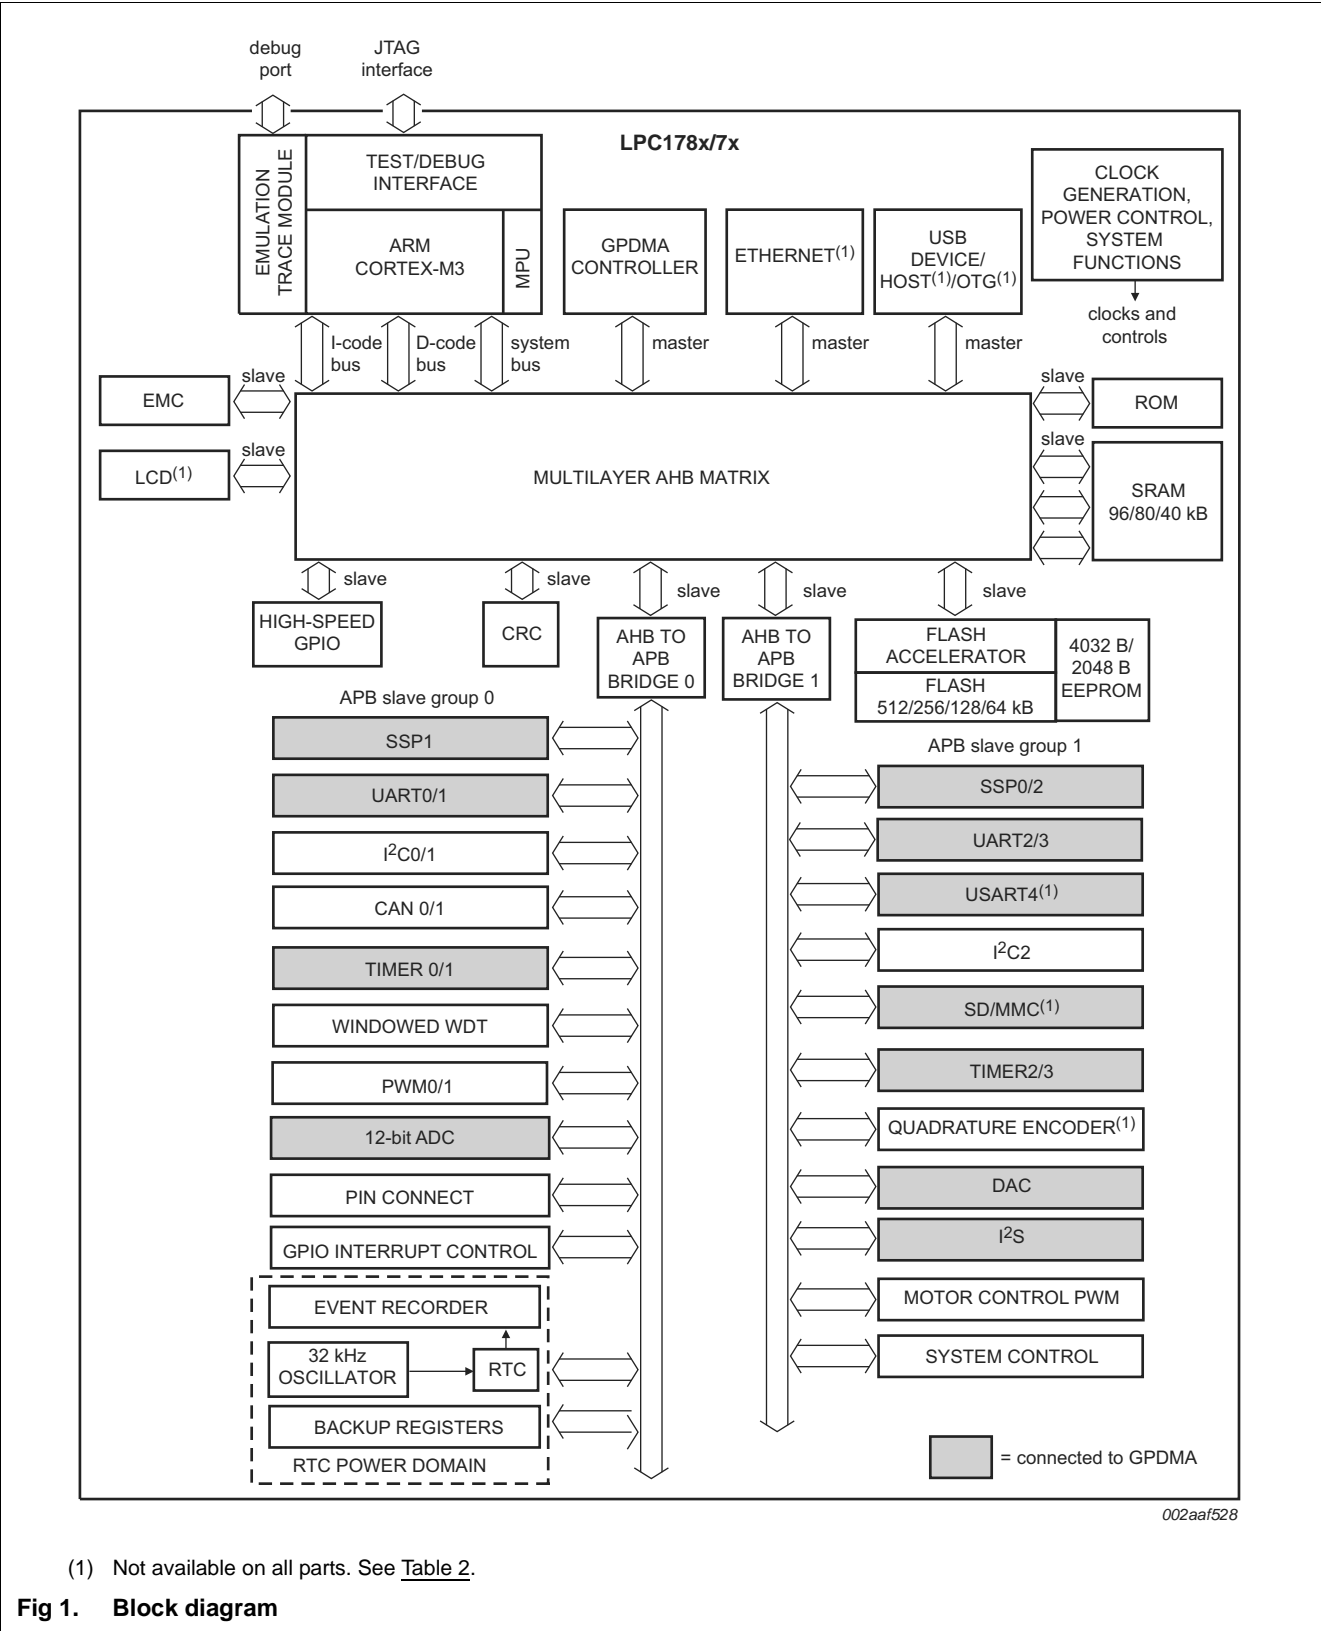 debug
port
JTAG
interface
LPC178x/7x
EMULATION
TRACE MODULE
TEST/DEBUG
INTERFACE
ARM
CORTEX-M3
MPU
GPDMA
CONTROLLER
ETHERNET(1)
USB
DEVICE/
HOST(1)/OTG(1)
CLOCK
GENERATION,
POWER CONTROL,
SYSTEM
FUNCTIONS
clocks and
controls
I-code
bus
D-code
bus
system
bus
master
master
master
slave
EMC
slave
LCD(1)
MULTILAYER AHB MATRIX
slave
ROM
slave
SRAM
96/80/40 kB
slave
slave
slave
slave
slave
HIGH-SPEED
GPIO
CRC
AHB TO
APB
BRIDGE 0
AHB TO
APB
BRIDGE 1
FLASH
ACCELERATOR
FLASH
512/256/128/64 kB
4032 B/
2048 B
EEPROM
APB slave group 0
SSP1
UART0/1
I2C0/1
CAN 0/1
TIMER 0/1
WINDOWED WDT
PWM0/1
12-bit ADC
PIN CONNECT
GPIO INTERRUPT CONTROL
EVENT RECORDER
32 kHz
OSCILLATOR
RTC
BACKUP REGISTERS
RTC POWER DOMAIN
APB slave group 1
SSP0/2
UART2/3
USART4(1)
I2C2
SD/MMC(1)
TIMER2/3
QUADRATURE ENCODER(1)
DAC
I2S
MOTOR CONTROL PWM
SYSTEM CONTROL
= connected to GPDMA
002aaf528
(1) Not available on all parts. See Table 2.
Fig 1. Block diagram